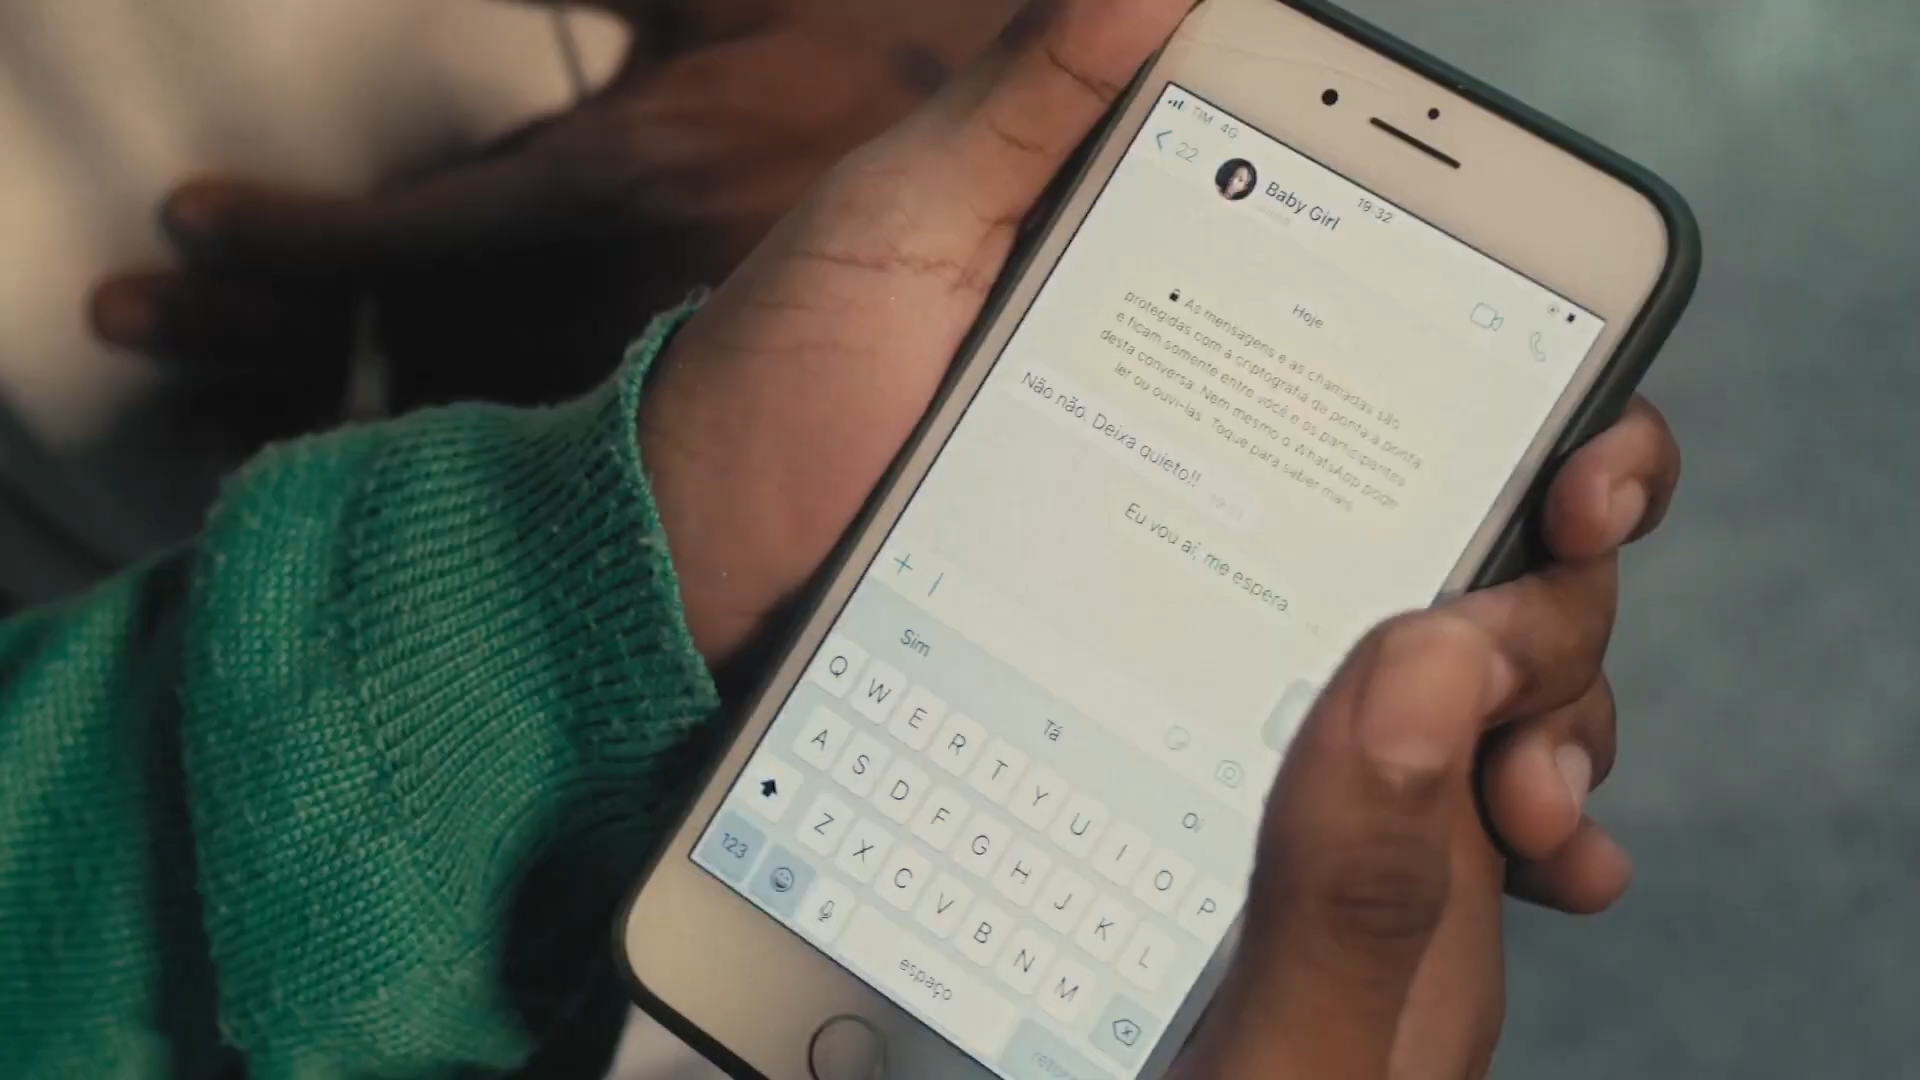 TIM 4G
19:32
22
Baby Girl
Hoje
As mensagens e as chamadas são
protegidas com a criptografia de ponta a ponta
e ficam somente entre você e os participantes
desta conversa. Nem mesmo o WhatsApp pode
ler ou ouvi-las. Toque para saber mais.
Não não. Deixa quieto!!
Eu vou aí, me espera.
Sim Tá Oi
Q W E R T Y U I O P
A S D F G H J K L
Z X C V B N M
123 espaço